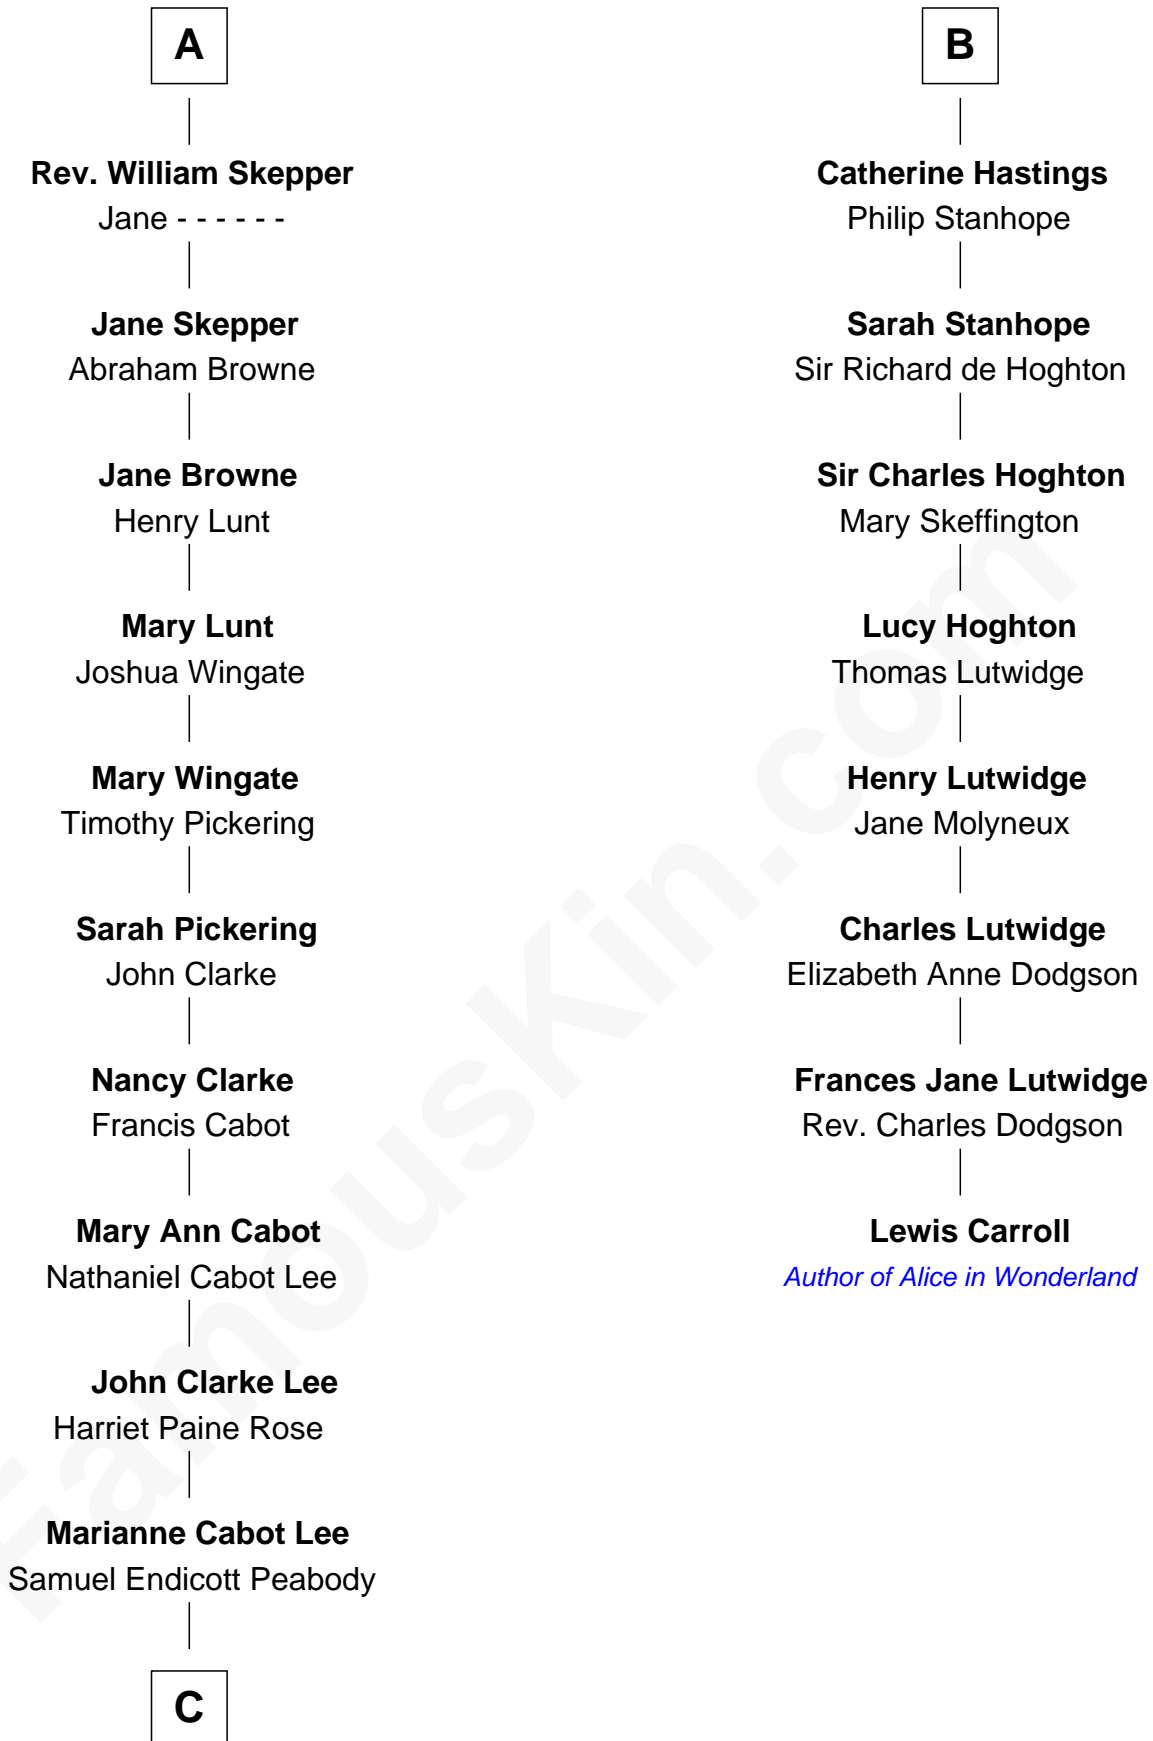 A
Rev. William Skepper
Jane - - - - - -
Jane Skepper
Abraham Browne
Jane Browne
Henry Lunt
Mary Lunt
Joshua Wingate
Mary Wingate
Timothy Pickering
Sarah Pickering
John Clarke
Nancy Clarke
Francis Cabot
Mary Ann Cabot
Nathaniel Cabot Lee
John Clarke Lee
Harriet Paine Rose
Marianne Cabot Lee
Samuel Endicott Peabody
C
B
Catherine Hastings
Philip Stanhope
Sarah Stanhope
Sir Richard de Hoghton
Sir Charles Hoghton
Mary Skeffington
Lucy Hoghton
Thomas Lutwidge
Henry Lutwidge
Jane Molyneux
Charles Lutwidge
Elizabeth Anne Dodgson
Frances Jane Lutwidge
Rev. Charles Dodgson
Lewis Carroll
Author of Alice in Wonderland
FamousKin.com